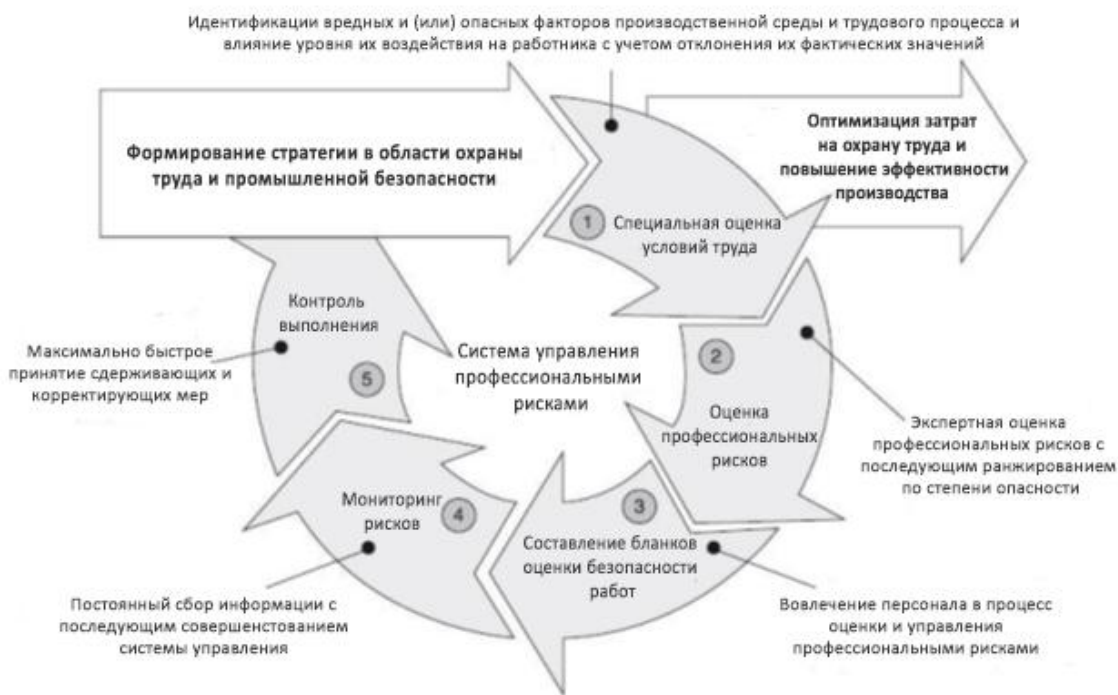 Идентификации вредных и (или) опасных факторов производственной среды и трудового процесса и
влияние уровня их воздействия на работника с учетом отклонения их фактических значений
Формирование стратегии в области охраны
труда и промышленной безопасности
Оптимизация затрат
на охрану труда и
повышение эффективности
производства
1
Специальная оценка
условий труда
Контроль
выполнения
5
Максимально быстрое
принятие сдерживающих и
корректирующих мер
Система управления
профессиональными
рисками
2
Оценка
профессиональных
рисков
Экспертная оценка
профессиональных рисков с
последующим ранжированием
по степени опасности
Мониторинг
рисков
4
3
Составление бланков
оценки безопасности
работ
Постоянный сбор информации с
последующим совершенстованием
системы управления
Вовлечение персонала в процесс
оценки и управления
профессиональными рисками